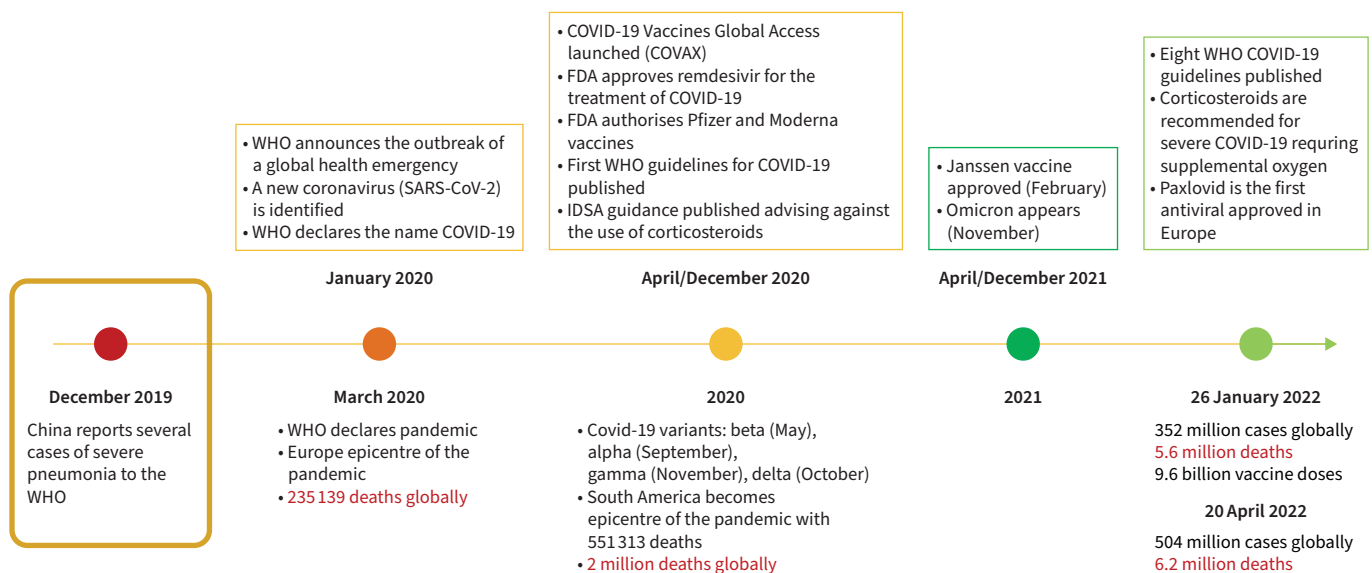 • WHO announces the outbreak of
a global health emergency
• A new coronavirus (SARS-CoV-2)
is identified
• WHO declares the name COVID-19
• COVID-19 Vaccines Global Access
launched (COVAX)
• FDA approves remdesivir for the
treatment of COVID-19
• FDA authorises Pfizer and Moderna
vaccines
• First WHO guidelines for COVID-19
published
• IDSA guidance published advising against
the use of corticosteroids
• Janssen vaccine
approved (February)
• Omicron appears
(November)
• Eight WHO COVID-19
guidelines published
• Corticosteroids are
recommended for
severe COVID-19 requring
supplemental oxygen
• Paxlovid is the first
antiviral approved in
Europe
January 2020
April/December 2020
April/December 2021
December 2019
China reports several
cases of severe
pneumonia to the
WHO
March 2020
• WHO declares pandemic
• Europe epicentre of the
pandemic
• 235 139 deaths globally
2020
• Covid-19 variants: beta (May),
alpha (September),
gamma (November), delta (October)
• South America becomes
epicentre of the pandemic with
551 313 deaths
• 2 million deaths globally
2021
26 January 2022
352 million cases globally
5.6 million deaths
9.6 billion vaccine doses
20 April 2022
504 million cases globally
6.2 million deaths